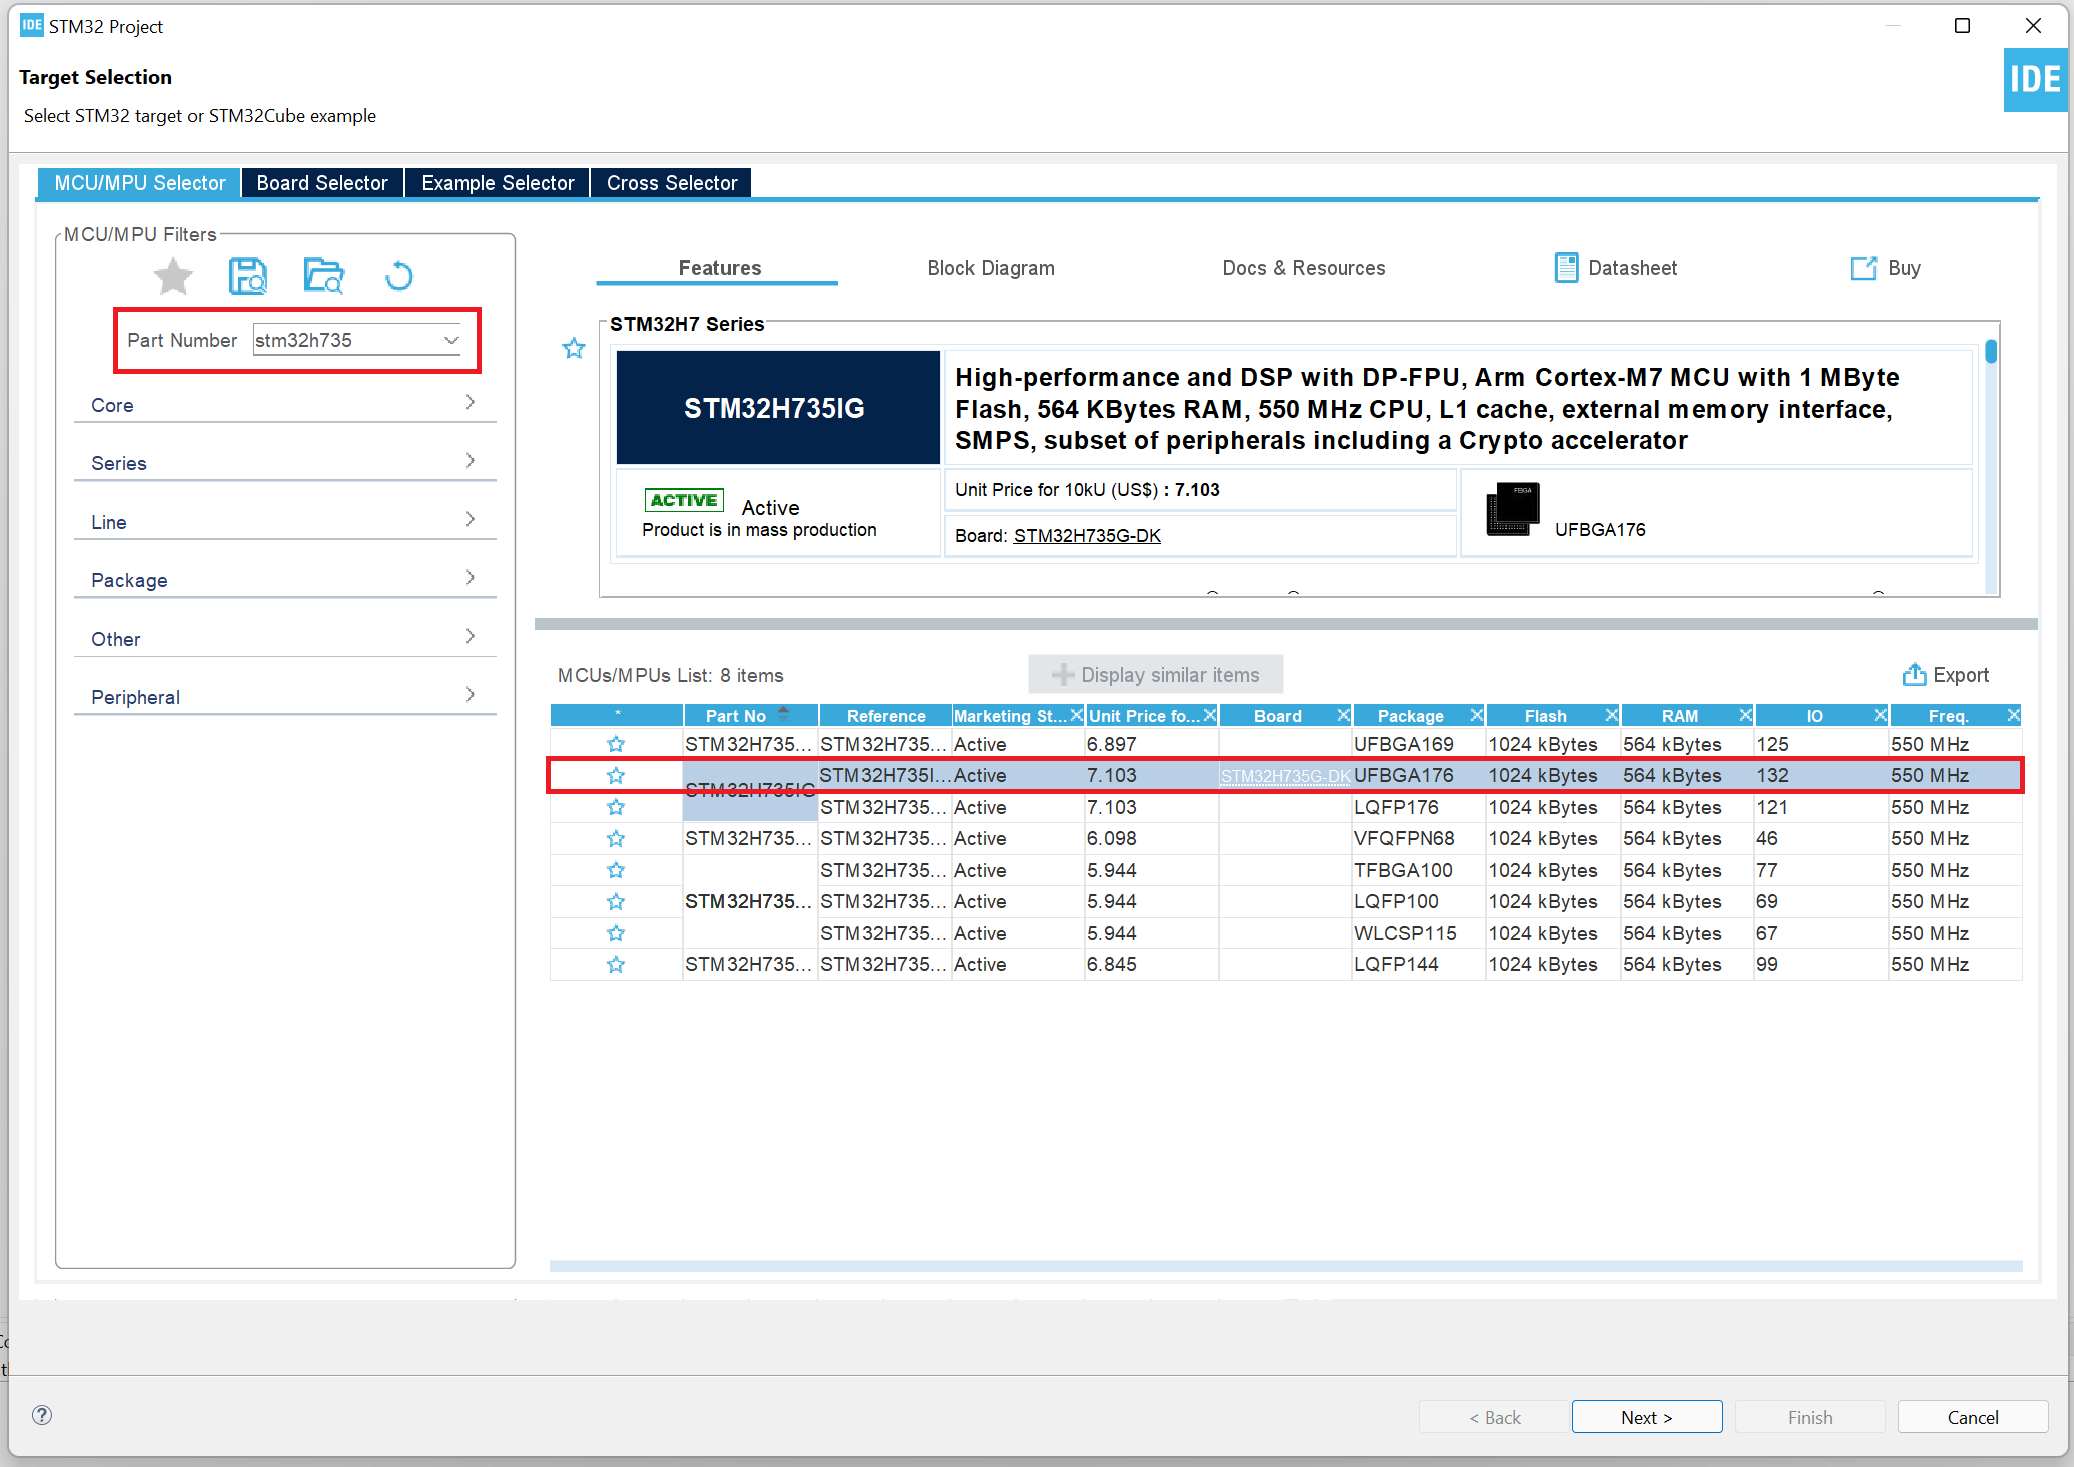 IDE STM32 Project
Target Selection
Select STM32 target or STM32Cube example
IDE
MCU/MPU Selector Board Selector Example Selector Cross Selector
MCU/MPU Filters
Part Number stm32h735
Core
Series
Line
Package
Other
Peripheral
Features Block Diagram Docs & Resources Datasheet Buy
STM32H7 Series
STM32H735IG
High-performance and DSP with DP-FPU, Arm Cortex-M7 MCU with 1 MByte
Flash, 564 KBytes RAM, 550 MHz CPU, L1 cache, external memory interface,
SMPS, subset of peripherals including a Crypto accelerator
ACTIVE Active
Product is in mass production
Unit Price for 10kU (US$) : 7.103
Board: STM32H735G-DK
UFBGA176
MCUs/MPUs List: 8 items Display similar items Export
* Part No Reference Marketing St... Unit Price fo... Board Package Flash RAM IO Freq.
STM32H735... STM32H735... Active 6.897 UFBGA169 1024 kBytes 564 kBytes 125 550 MHz
STM32H735IG STM32H735I... Active 7.103 STM32H735G-DK UFBGA176 1024 kBytes 564 kBytes 132 550 MHz
STM32H735... Active 7.103 LQFP176 1024 kBytes 564 kBytes 121 550 MHz
STM32H735... STM32H735... Active 6.098 VFQFPN68 1024 kBytes 564 kBytes 46 550 MHz
STM32H735... Active 5.944 TFBGA100 1024 kBytes 564 kBytes 77 550 MHz
STM32H735... STM32H735... Active 5.944 LQFP100 1024 kBytes 564 kBytes 69 550 MHz
STM32H735... Active 5.944 WLCSP115 1024 kBytes 564 kBytes 67 550 MHz
STM32H735... STM32H735... Active 6.845 LQFP144 1024 kBytes 564 kBytes 99 550 MHz
? < Back Next > Finish Cancel